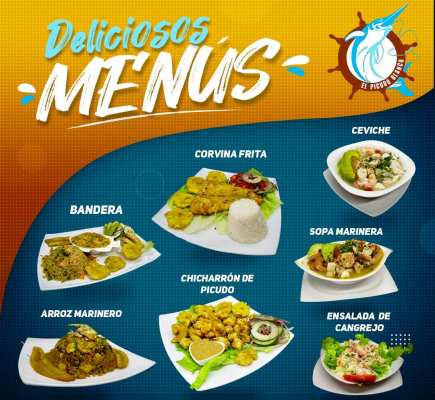 Deliciosos
MENÚS
EL PICUDO BLANCO
CEVICHE
CORVINA FRITA
BANDERA
SOPA MARINERA
CHICHARRÓN DE
PICUDO
ARROZ MARINERO
ENSALADA DE
CANGREJO